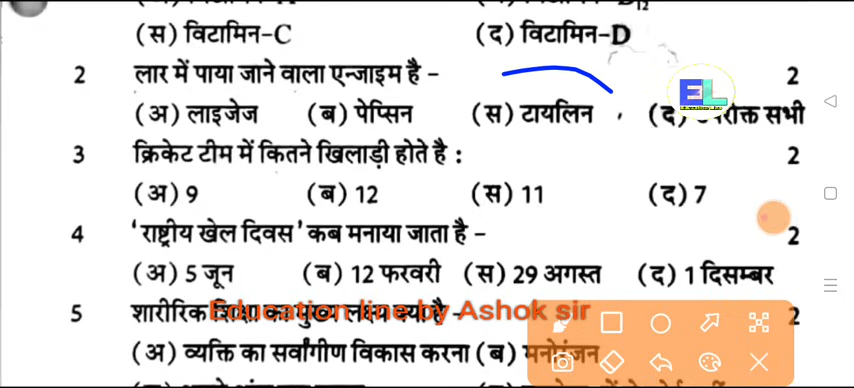 (स) विटामिन-C (द) विटामिन-D
2 लार में पाया जाने वाला एन्जाइम है - 2
(अ) लाइजेज (ब) पेप्सिन (स) टायलिन (द) सभी
EL
3 क्रिकेट टीम में कितने खिलाड़ी होते है : 2
(अ) 9 (ब) 12 (स) 11 (द) 7
4 'राष्ट्रीय खेल दिवस' कब मनाया जाता है - 2
(अ) 5 जून (ब) 12 फरवरी (स) 29 अगस्त (द) 1 दिसम्बर
5 शारीरिक शिक्षा का मुख्य लक्ष्य क्या है - 2
Education line by Ashok sir
(अ) व्यक्ति का सर्वांगीण विकास करना (ब) मनोरंजन